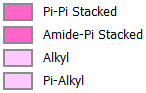 Pi-Pi Stacked
Amide-Pi Stacked
Alkyl
Pi-Alkyl